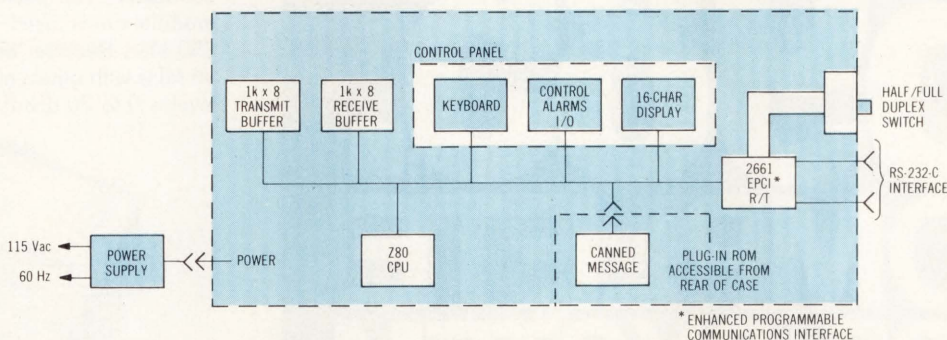 CONTROL PANEL
1k x 8
TRANSMIT
BUFFER
1k x 8
RECEIVE
BUFFER
KEYBOARD
CONTROL
ALARMS
I/O
16-CHAR
DISPLAY
HALF/FULL
DUPLEX
SWITCH
2661
EPCI*
R/T
RS-232-C
INTERFACE
115 Vac
60 Hz
POWER
SUPPLY
POWER
Z80
CPU
CANNED
MESSAGE
PLUG-IN ROM
ACCESSIBLE FROM
REAR OF CASE
* ENHANCED PROGRAMMABLE
COMMUNICATIONS INTERFACE